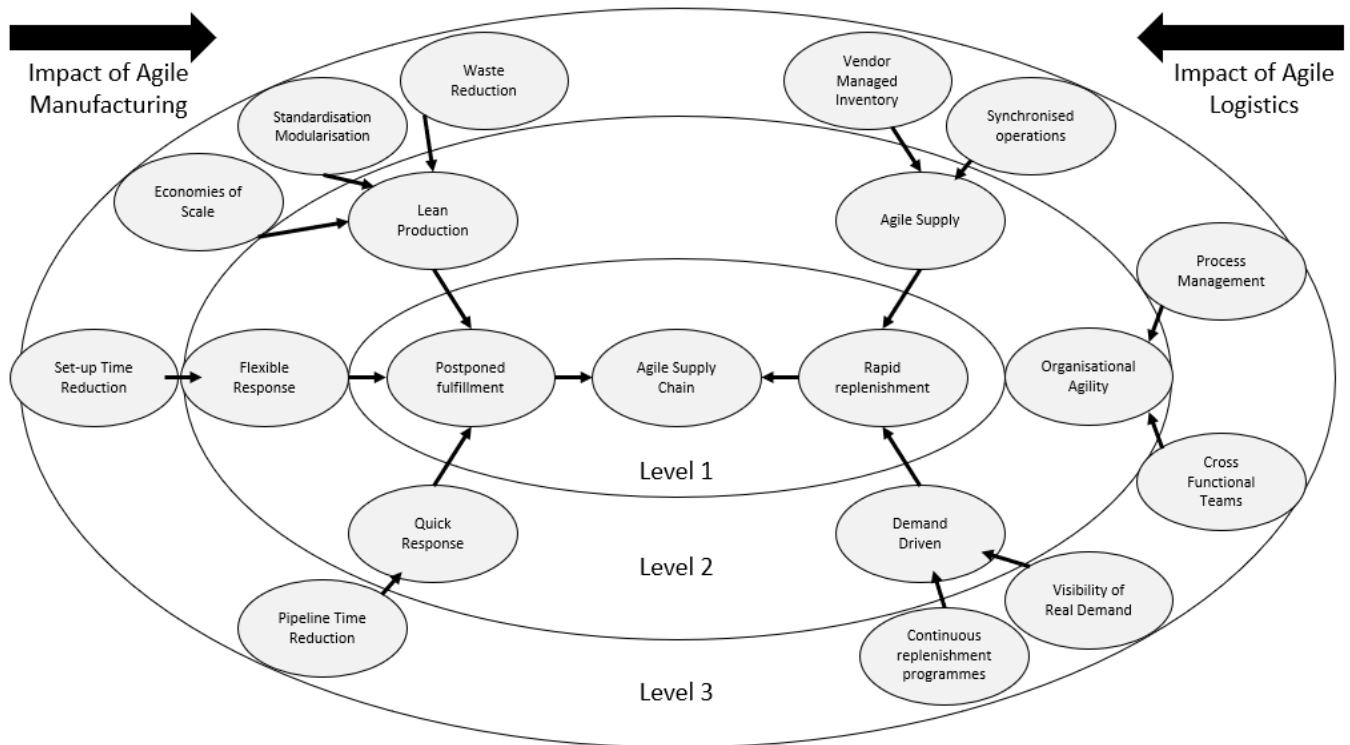 Impact of Agile
Manufacturing
Impact of Agile
Logistics
Waste
Reduction
Vendor
Managed
Inventory
Standardisation
Modularisation
Synchronised
operations
Economies of
Scale
Lean
Production
Agile Supply
Process
Management
Set-up Time
Reduction
Flexible
Response
Postponed
fulfillment
Agile Supply
Chain
Rapid
replenishment
Organisational
Agility
Level 1
Cross
Functional
Teams
Quick
Response
Demand
Driven
Level 2
Pipeline Time
Reduction
Visibility of
Real Demand
Continuous
replenishment
programmes
Level 3